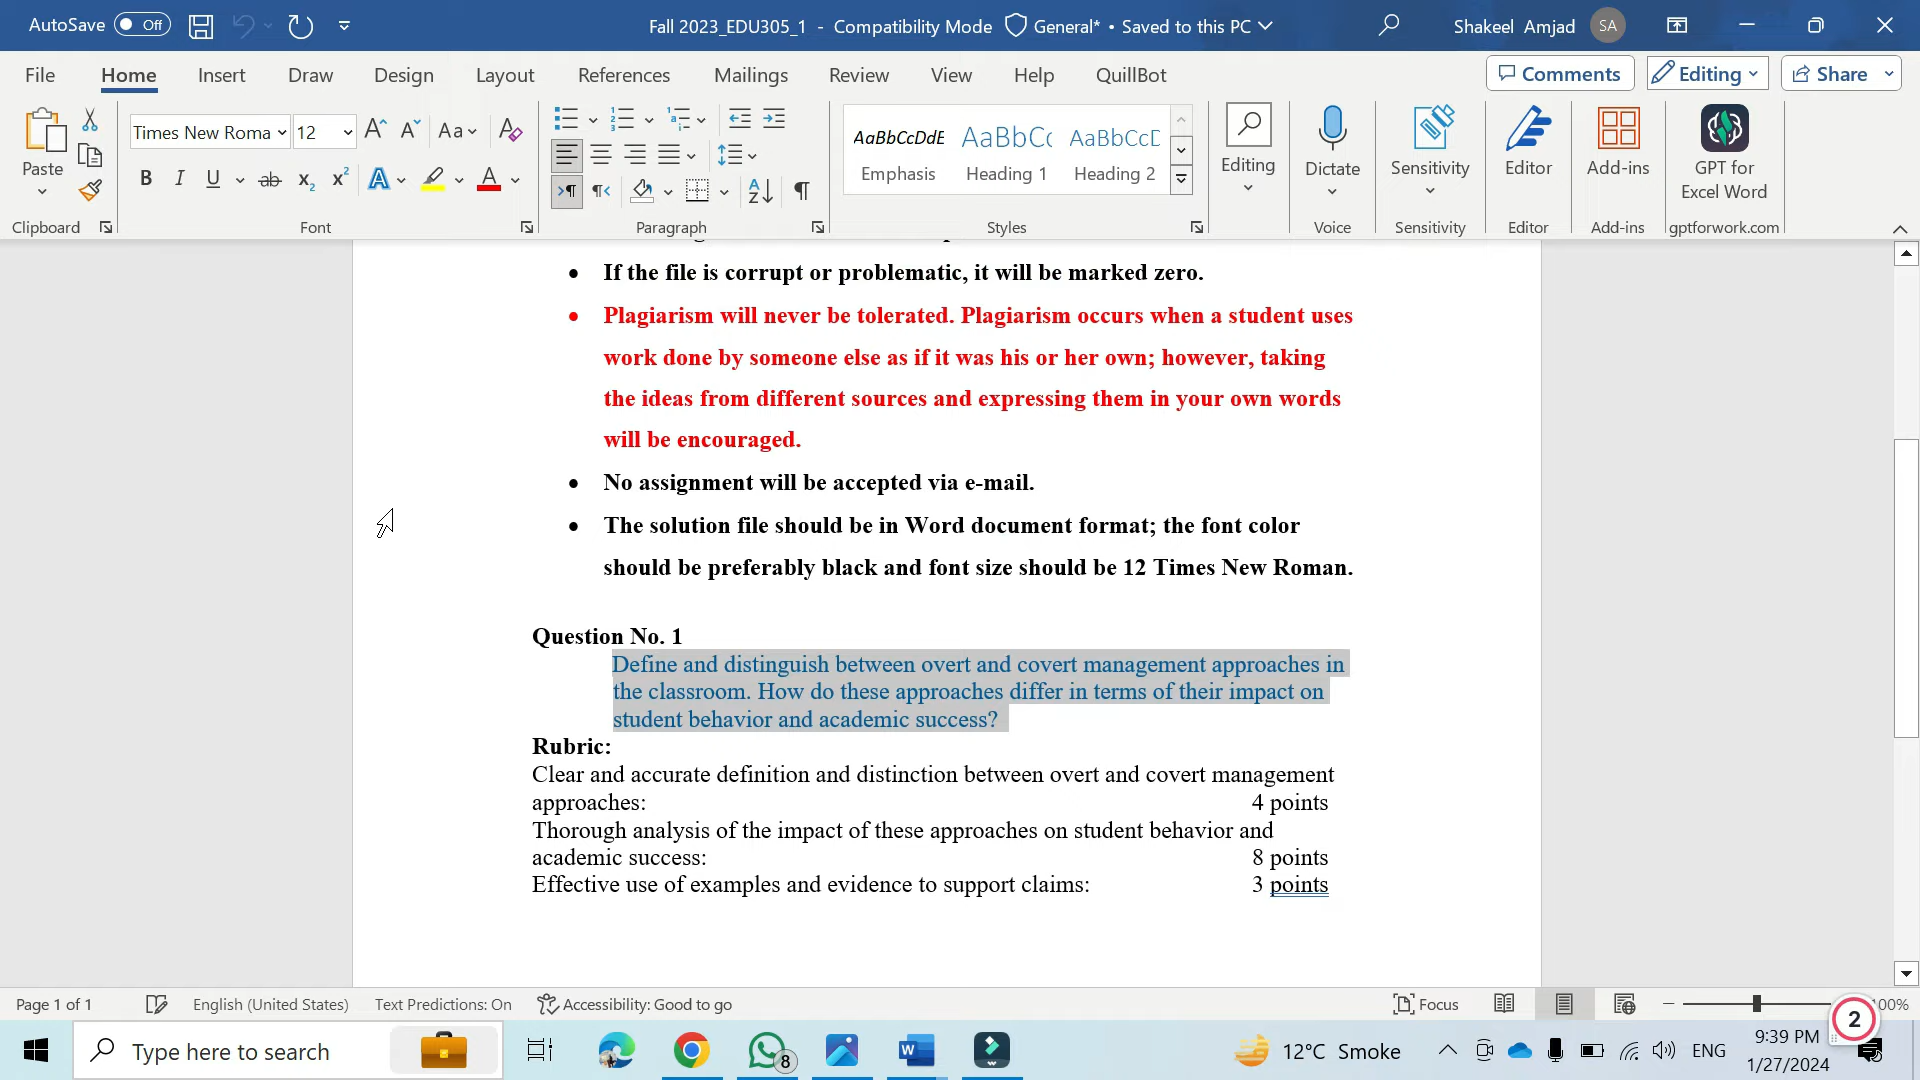 AutoSave Off
Fall 2023_EDU305_1 - Compatibility Mode General* • Saved to this PC
Shakeel Amjad SA
File Home Insert Draw Design Layout References Mailings Review View Help QuillBot
Comments Editing Share
Times New Roma 12
Paste
Aa
B I U ab x₂ x² A A
AaBbCcDdE AaBbCc AaBbCcD
Emphasis Heading 1 Heading 2
Editing Dictate Sensitivity Editor Add-ins GPT for
Excel Word
Clipboard Font Paragraph Styles Voice Sensitivity Editor Add-ins gptforwork.com
• If the file is corrupt or problematic, it will be marked zero.
• Plagiarism will never be tolerated. Plagiarism occurs when a student uses
work done by someone else as if it was his or her own; however, taking
the ideas from different sources and expressing them in your own words
will be encouraged.
• No assignment will be accepted via e-mail.
• The solution file should be in Word document format; the font color
should be preferably black and font size should be 12 Times New Roman.
Question No. 1
Define and distinguish between overt and covert management approaches in
the classroom. How do these approaches differ in terms of their impact on
student behavior and academic success?
Rubric:
Clear and accurate definition and distinction between overt and covert management
approaches: 4 points
Thorough analysis of the impact of these approaches on student behavior and
academic success: 8 points
Effective use of examples and evidence to support claims: 3 points
Page 1 of 1 English (United States) Text Predictions: On Accessibility: Good to go
Focus 100%
2
Type here to search
8
12°C Smoke
ENG
9:39 PM
1/27/2024